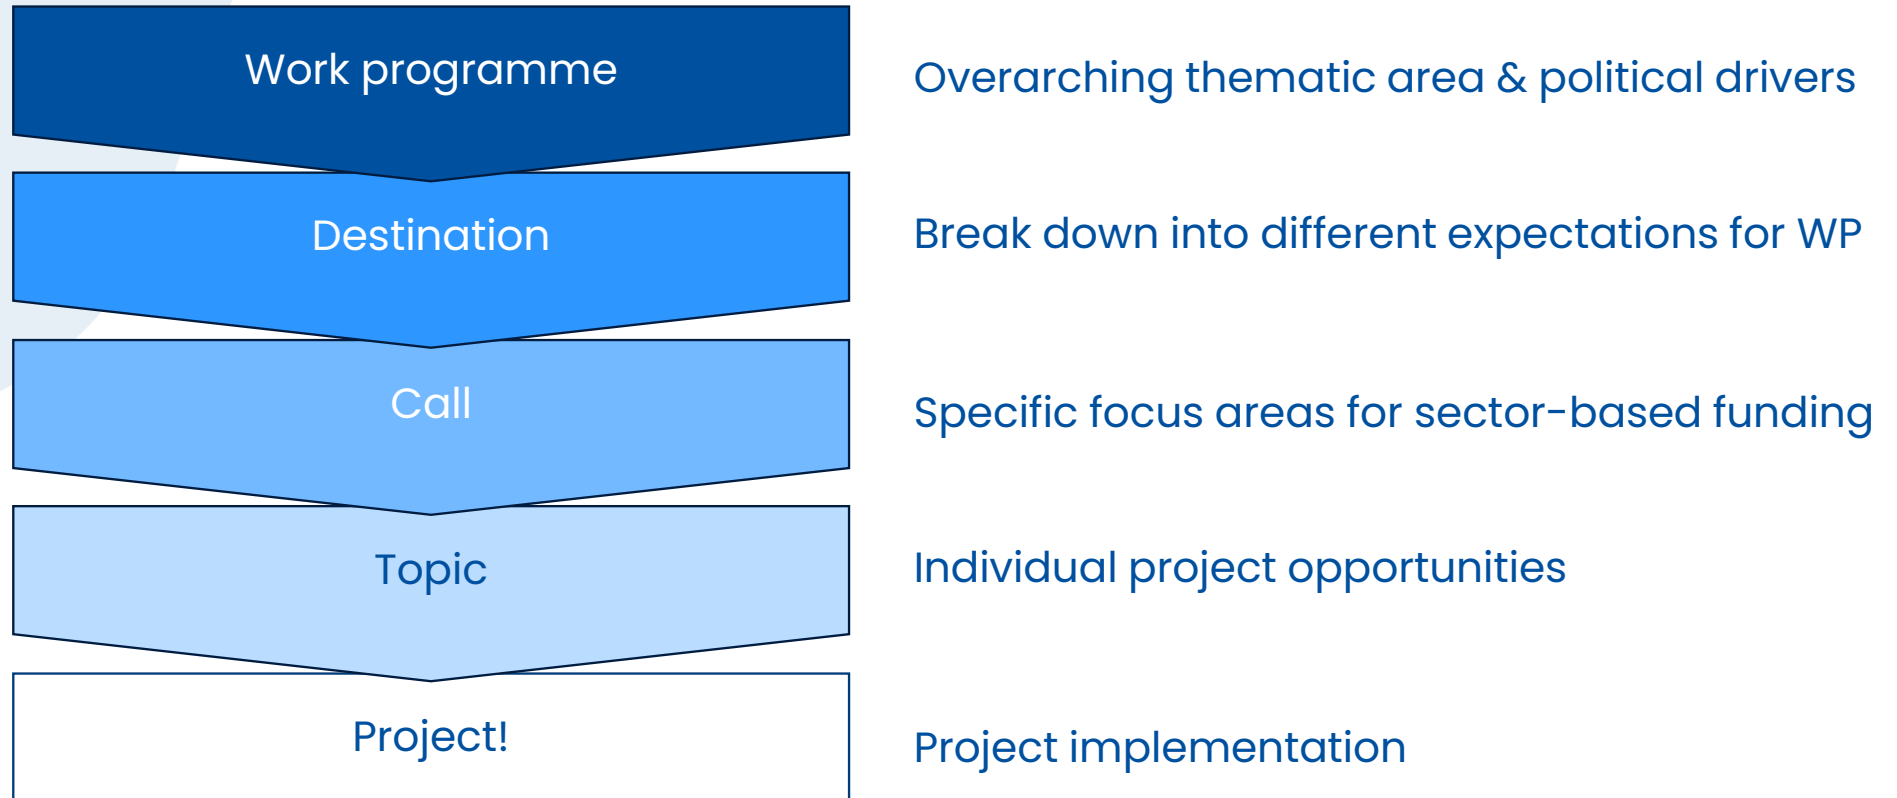 Work programme
Overarching thematic area & political drivers
Destination
Break down into different expectations for WP
Call
Specific focus areas for sector-based funding
Topic
Individual project opportunities
Project!
Project implementation